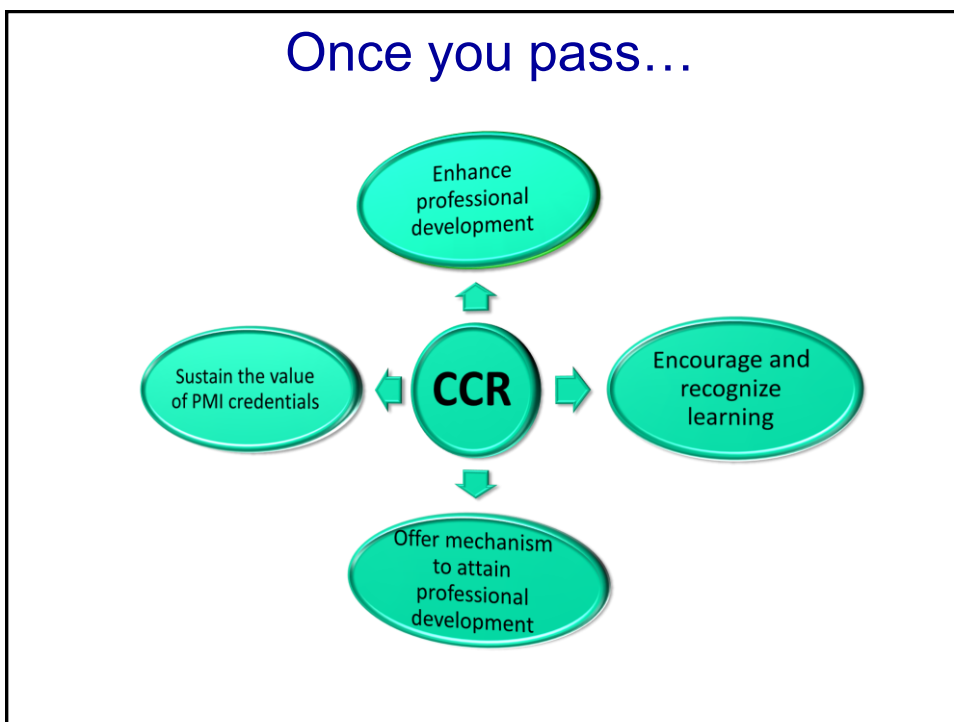 Once you pass…
Enhance
professional
development
Sustain the value
of PMI credentials
CCR
Encourage and
recognize
learning
Offer mechanism
to attain
professional
development